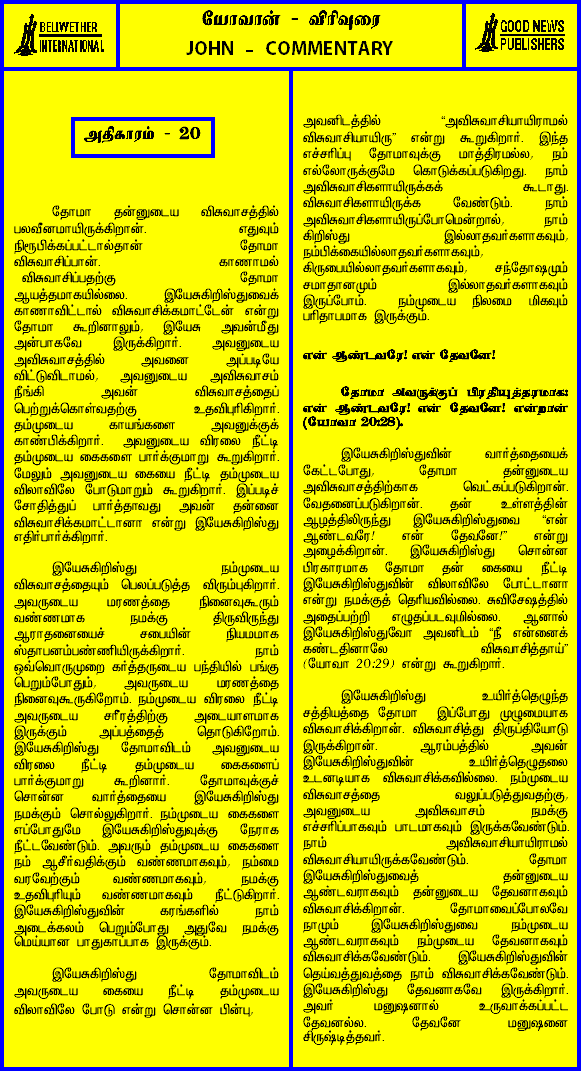 BELLWETHER
INTERNATIONAL
யோவான் - விரிவுரை
JOHN - COMMENTARY
GOOD NEWS
PUBLISHERS
அதிகாரம் - 20
தோமா தன்னுடைய விசுவாசத்தில்
பலவீனமாயிருக்கிறான். எதுவும்
நிரூபிக்கப்பட்டால்தான் தோமா
விசுவாசிப்பான். காணாமல்
விசுவாசிப்பதற்கு தோமா
ஆயத்தமாகயில்லை. இயேசுகிறிஸ்துவைக்
காணாவிட்டால் விசுவாசிக்கமாட்டேன் என்று
தோமா கூறினாலும், இயேசு அவன்மீது
அன்பாகவே இருக்கிறார். அவனுடைய
அவிசுவாசத்தில் அவனை அப்படியே
விட்டுவிடாமல், அவனுடைய அவிசுவாசம்
நீங்கி அவன் விசுவாசத்தைப்
பெற்றுக்கொள்வதற்கு உதவிபுரிகிறார்.
தம்முடைய காயங்களை அவனுக்குக்
காண்பிக்கிறார். அவனுடைய விரலை நீட்டி
தம்முடைய கைகளை பார்க்குமாறு கூறுகிறார்.
மேலும் அவனுடைய கையை நீட்டி தம்முடைய
விலாவிலே போடுமாறும் கூறுகிறார். இப்படிச்
சோதித்துப் பார்த்தாவது அவன் தன்னை
விசுவாசிக்கமாட்டானா என்று இயேசுகிறிஸ்து
எதிர்பார்க்கிறார்.
இயேசுகிறிஸ்து நம்முடைய
விசுவாசத்தையும் பெலப்படுத்த விரும்புகிறார்.
அவருடைய மரணத்தை நினைவுகூரும்
வண்ணமாக நமக்கு திருவிருந்து
ஆராதனையைச் சபையின் நியமமாக
ஸ்தாபனம்பண்ணியிருக்கிறார். நாம்
ஒவ்வொருமுறை கர்த்தருடைய பந்தியில் பங்கு
பெறும்போதும், அவருடைய மரணத்தை
நினைவுகூருகிறோம். நம்முடைய விரலை நீட்டி
அவருடைய சரீரத்திற்கு அடையாளமாக
இருக்கும் அப்பத்தைத் தொடுகிறோம்.
இயேசுகிறிஸ்து தோமாவிடம் அவனுடைய
விரலை நீட்டி தம்முடைய கைகளைப்
பார்க்குமாறு கூறினார். தோமாவுக்குச்
சொன்ன வார்த்தையை இயேசுகிறிஸ்து
நமக்கும் சொல்லுகிறார். நம்முடைய கைகளை
எப்போதுமே இயேசுகிறிஸ்துவுக்கு நேராக
நீட்டவேண்டும். அவரும் தம்முடைய கைகளை
நம் ஆசீர்வதிக்கும் வண்ணமாகவும், நம்மை
வரவேற்கும் வண்ணமாகவும், நமக்கு
உதவிபுரியும் வண்ணமாகவும் நீட்டுகிறார்.
இயேசுகிறிஸ்துவின் கரங்களில் நாம்
அடைக்கலம் பெறும்போது அதுவே நமக்கு
மெய்யான பாதுகாப்பாக இருக்கும்.
இயேசுகிறிஸ்து தோமாவிடம்
அவருடைய கையை நீட்டி தம்முடைய
விலாவிலே போடு என்று சொன்ன பின்பு,
அவனிடத்தில் “அவிசுவாசியாயிராமல்
விசுவாசியாயிரு” என்று கூறுகிறார். இந்த
எச்சரிப்பு தோமாவுக்கு மாத்திரமல்ல, நம்
எல்லோருக்குமே கொடுக்கப்படுகிறது. நாம்
அவிசுவாசிகளாயிருக்கக் கூடாது.
விசுவாசிகளாயிருக்க வேண்டும். நாம்
அவிசுவாசிகளாயிருப்போமென்றால், நாம்
கிறிஸ்து இல்லாதவர்களாகவும்,
நம்பிக்கையில்லாதவர்களாகவும்,
கிருபையில்லாதவர்களாகவும், சந்தோஷமும்
சமாதானமும் இல்லாதவர்களாகவும்
இருப்போம். நம்முடைய நிலமை மிகவும்
பரிதாபமாக இருக்கும்.
என் ஆண்டவரே! என் தேவனே!
தோமா அவருக்குப் பிரதியுத்தரமாக:
என் ஆண்டவரே! என் தேவனே! என்றான்
(யோவா 20:28).
இயேசுகிறிஸ்துவின் வார்த்தையைக்
கேட்டபோது, தோமா தன்னுடைய
அவிசுவாசத்திற்காக வெட்கப்படுகிறான்.
வேதனைப்படுகிறான். தன் உள்ளத்தின்
ஆழத்திலிருந்து இயேசுகிறிஸ்துவை “என்
ஆண்டவரே! என் தேவனே!” என்று
அழைக்கிறான். இயேசுகிறிஸ்து சொன்ன
பிரகாரமாக தோமா தன் கையை நீட்டி
இயேசுகிறிஸ்துவின் விலாவிலே போட்டானா
என்று நமக்குத் தெரியவில்லை. சுவிசேஷத்தில்
அதைப்பற்றி எழுதப்படவுமில்லை. ஆனால்
இயேசுகிறிஸ்துவோ அவனிடம் “நீ என்னைக்
கண்டதினாலே விசுவாசித்தாய்”
(யோவா 20:29) என்று கூறுகிறார்.
இயேசுகிறிஸ்து உயிர்த்தெழுந்த
சத்தியத்தை தோமா இப்போது முழுமையாக
விசுவாசிக்கிறான். விசுவாசித்து திருப்தியோடு
இருக்கிறான். ஆரம்பத்தில் அவன்
இயேசுகிறிஸ்துவின் உயிர்த்தெழுதலை
உடனடியாக விசுவாசிக்கவில்லை. நம்முடைய
விசுவாசத்தை வலுப்படுத்துவதற்கு,
அவனுடைய அவிசுவாசம் நமக்கு
எச்சரிப்பாகவும் பாடமாகவும் இருக்கவேண்டும்.
நாம் அவிசுவாசியாயிராமல்
விசுவாசியாயிருக்கவேண்டும். தோமா
இயேசுகிறிஸ்துவைத் தன்னுடைய
ஆண்டவராகவும் தன்னுடைய தேவனாகவும்
விசுவாசிக்கிறான். தோமாவைப்போலவே
நாமும் இயேசுகிறிஸ்துவை நம்முடைய
ஆண்டவராகவும் நம்முடைய தேவனாகவும்
விசுவாசிக்கவேண்டும். இயேசுகிறிஸ்துவின்
தெய்வத்துவத்தை நாம் விசுவாசிக்கவேண்டும்.
இயேசுகிறிஸ்து தேவனாகவே இருக்கிறார்.
அவர் மனுஷனால் உருவாக்கப்பட்ட
தேவனல்ல. தேவனே மனுஷனை
சிருஷ்டித்தவர்.